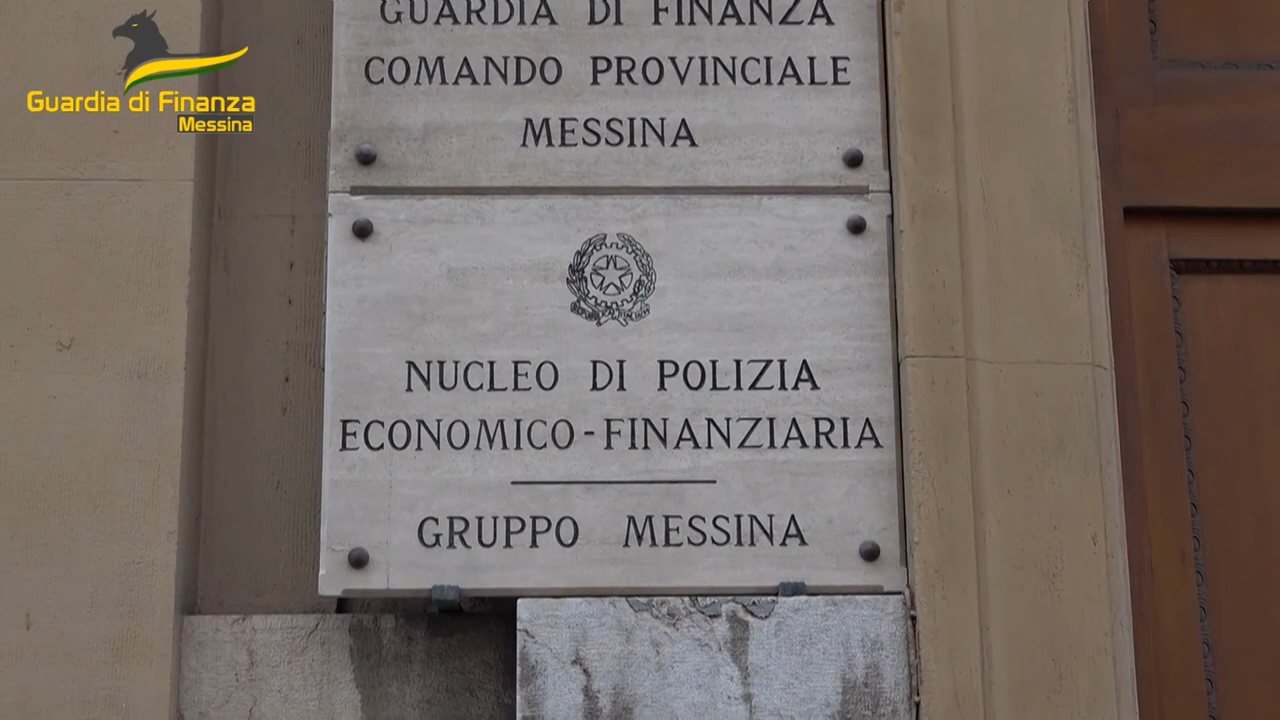 Guardia di Finanza
Messina
GUARDIA DI FINANZA
COMANDO PROVINCIALE
MESSINA
NUCLEO DI POLIZIA
ECONOMICO-FINANZIARIA
GRUPPO MESSINA